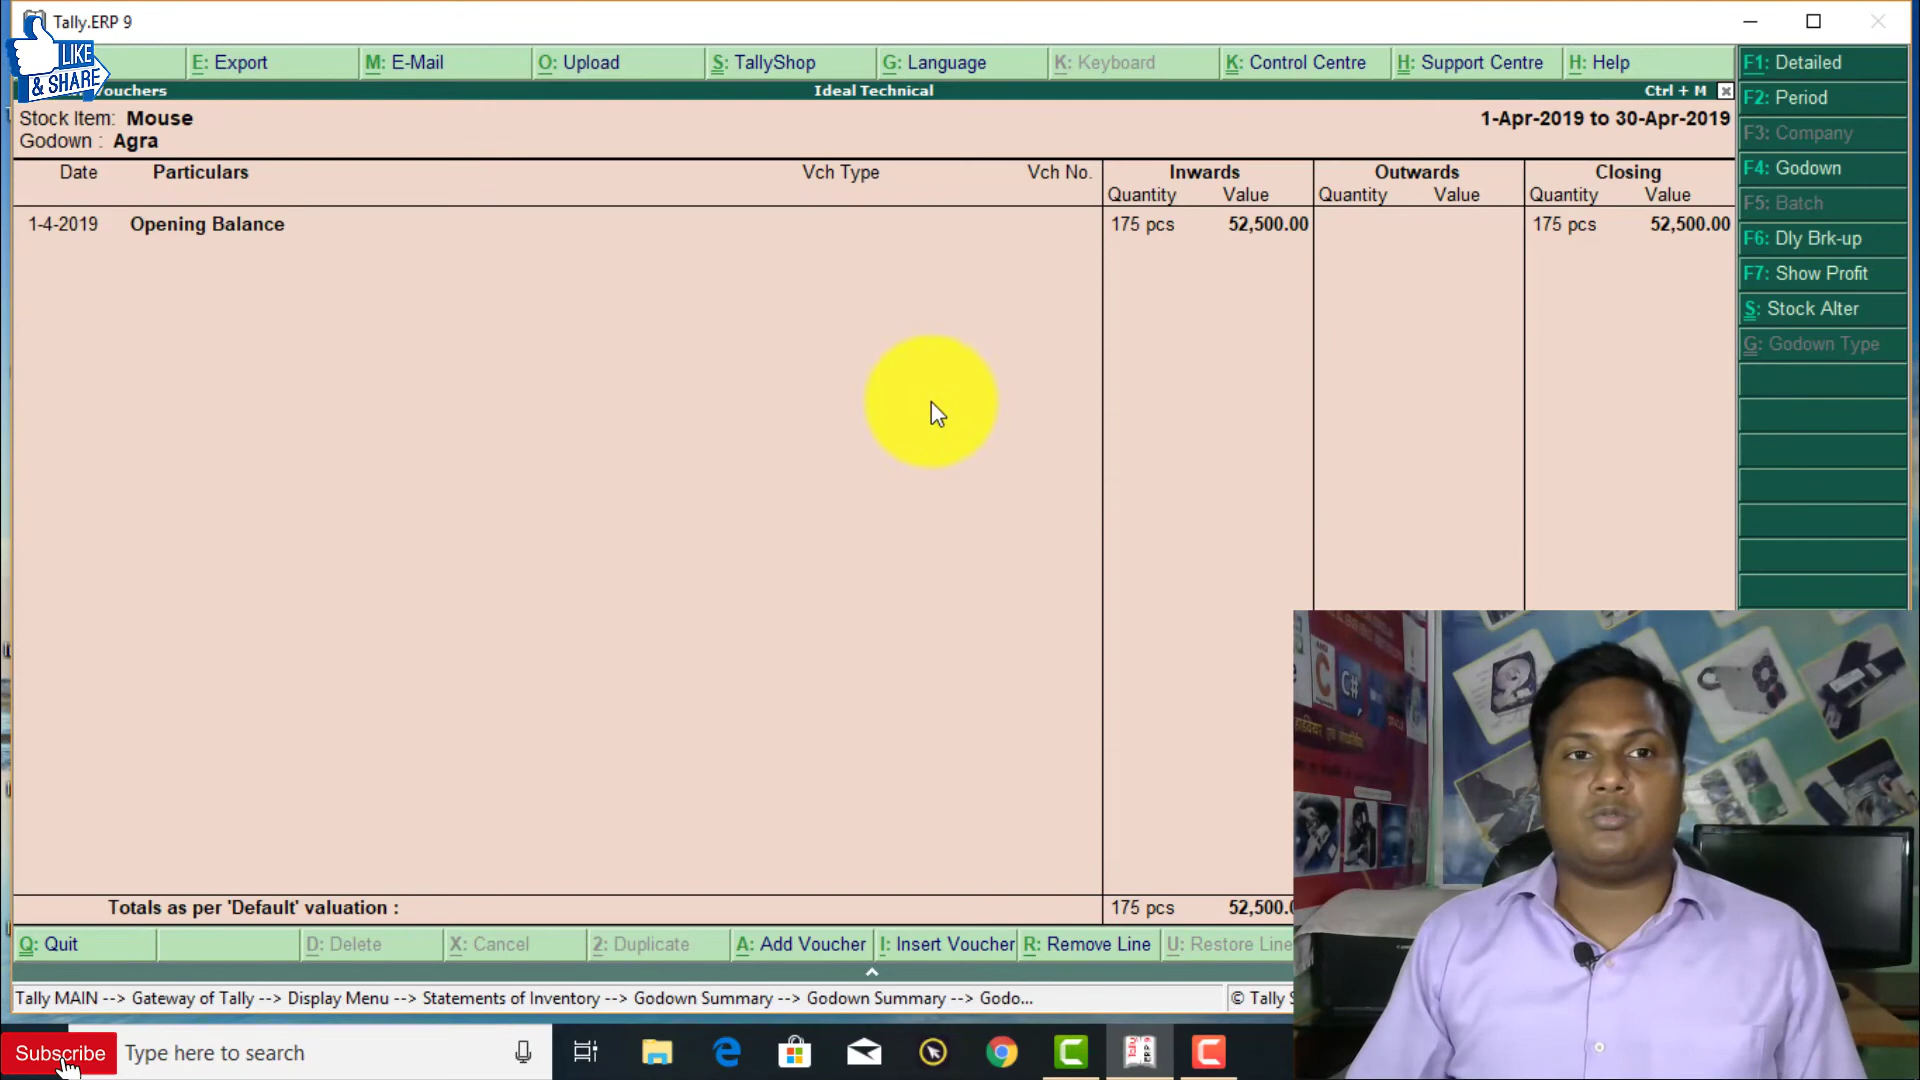 Tally.ERP 9
LIKE & SHARE
E: Export
M: E-Mail
O: Upload
S: TallyShop
G: Language
K: Keyboard
K: Control Centre
H: Support Centre
H: Help
Vouchers
Ideal Technical
Ctrl + M
Stock Item: Mouse
1-Apr-2019 to 30-Apr-2019
Godown : Agra
Date Particulars Vch Type Vch No. Inwards Outwards Closing
Quantity Value Quantity Value Quantity Value
1-4-2019 Opening Balance 175 pcs 52,500.00 175 pcs 52,500.00
F1: Detailed
F2: Period
F3: Company
F4: Godown
F5: Batch
F6: Dly Brk-up
F7: Show Profit
S: Stock Alter
G: Godown Type
C
C#
Totals as per 'Default' valuation : 175 pcs 52,500.
Q: Quit
D: Delete
X: Cancel
2: Duplicate
A: Add Voucher
I: Insert Voucher
R: Remove Line
U: Restore Line
Tally MAIN --> Gateway of Tally --> Display Menu --> Statements of Inventory --> Godown Summary --> Godown Summary --> Godo...
© Tally
Subscribe
Type here to search